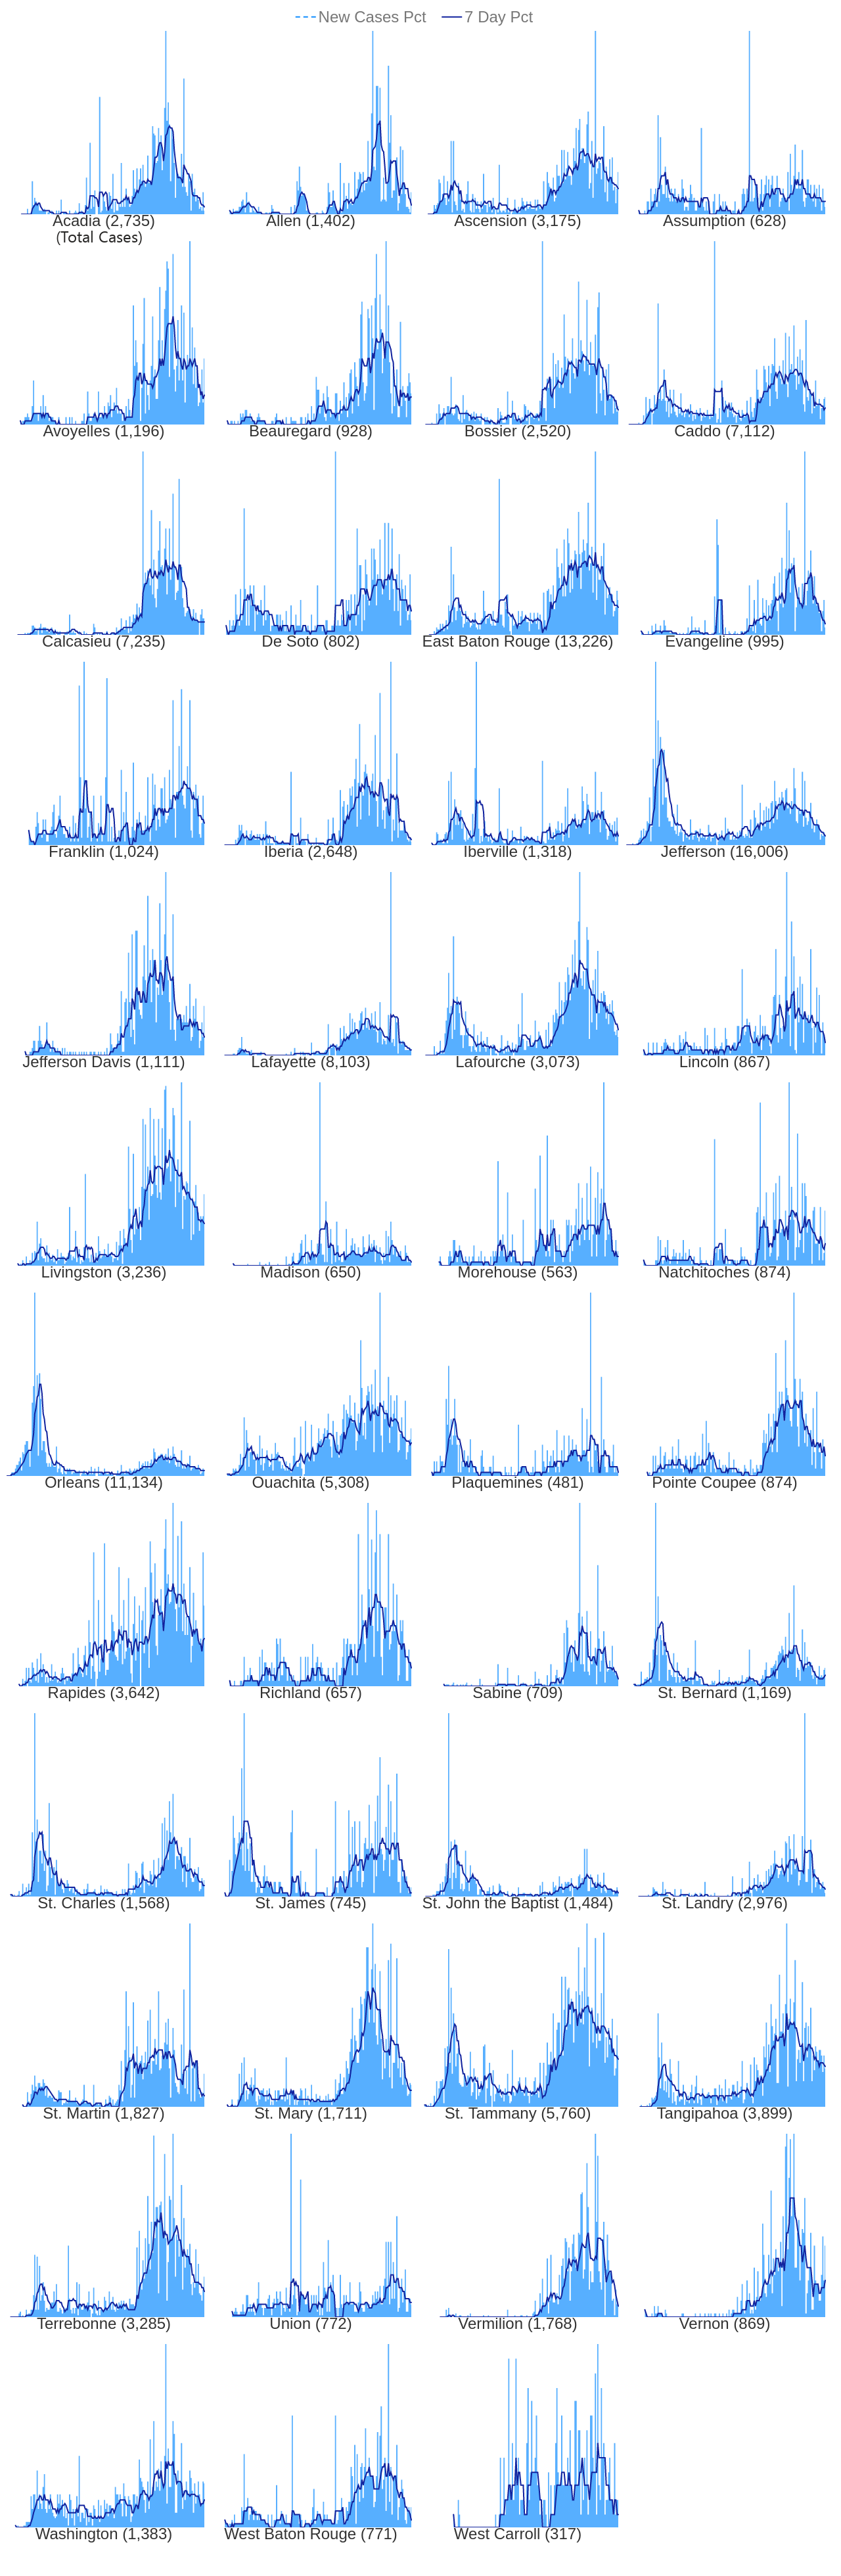 New Cases Pct 7 Day Pct
Acadia (2,735) Allen (1,402) Ascension (3,175) Assumption (628)
(Total Cases)
Avoyelles (1,196) Beauregard (928) Bossier (2,520) Caddo (7,112)
Calcasieu (7,235) De Soto (802) East Baton Rouge (13,226) Evangeline (995)
Franklin (1,024) Iberia (2,648) Iberville (1,318) Jefferson (16,006)
Jefferson Davis (1,111) Lafayette (8,103) Lafourche (3,073) Lincoln (867)
Livingston (3,236) Madison (650) Morehouse (563) Natchitoches (874)
Orleans (11,134) Ouachita (5,308) Plaquemines (481) Pointe Coupee (874)
Rapides (3,642) Richland (657) Sabine (709) St. Bernard (1,169)
St. Charles (1,568) St. James (745) St. John the Baptist (1,484) St. Landry (2,976)
St. Martin (1,827) St. Mary (1,711) St. Tammany (5,760) Tangipahoa (3,899)
Terrebonne (3,285) Union (772) Vermilion (1,768) Vernon (869)
Washington (1,383) West Baton Rouge (771) West Carroll (317)